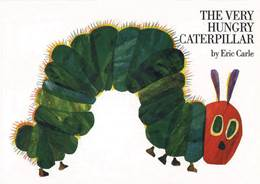 THE VERY
HUNGRY
CATERPILLAR
by Eric Carle